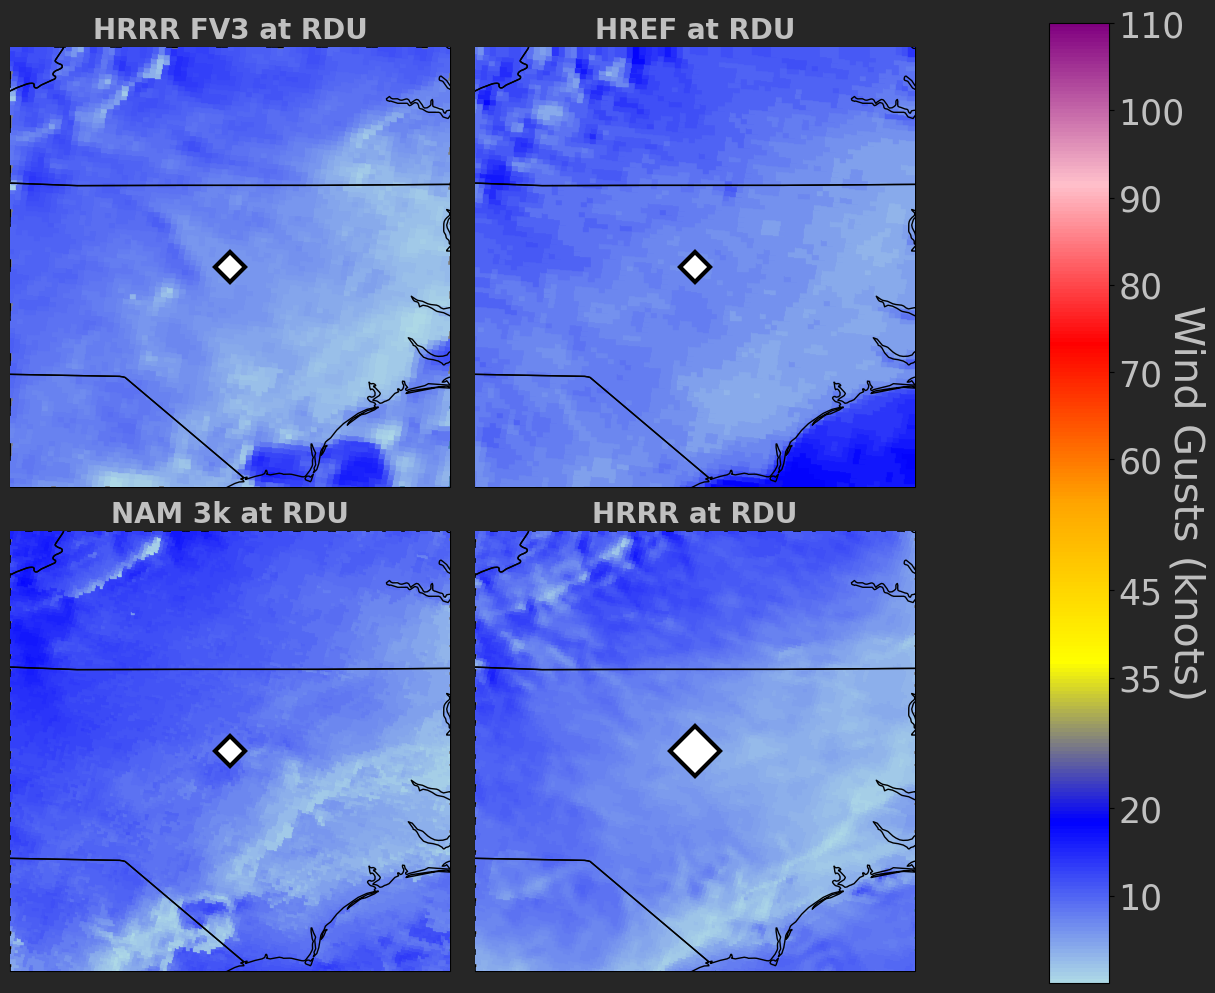 HRRR FV3 at RDU
HREF at RDU
NAM 3k at RDU
HRRR at RDU
110
100
90
80
70
60
45
35
20
10
Wind Gusts (knots)